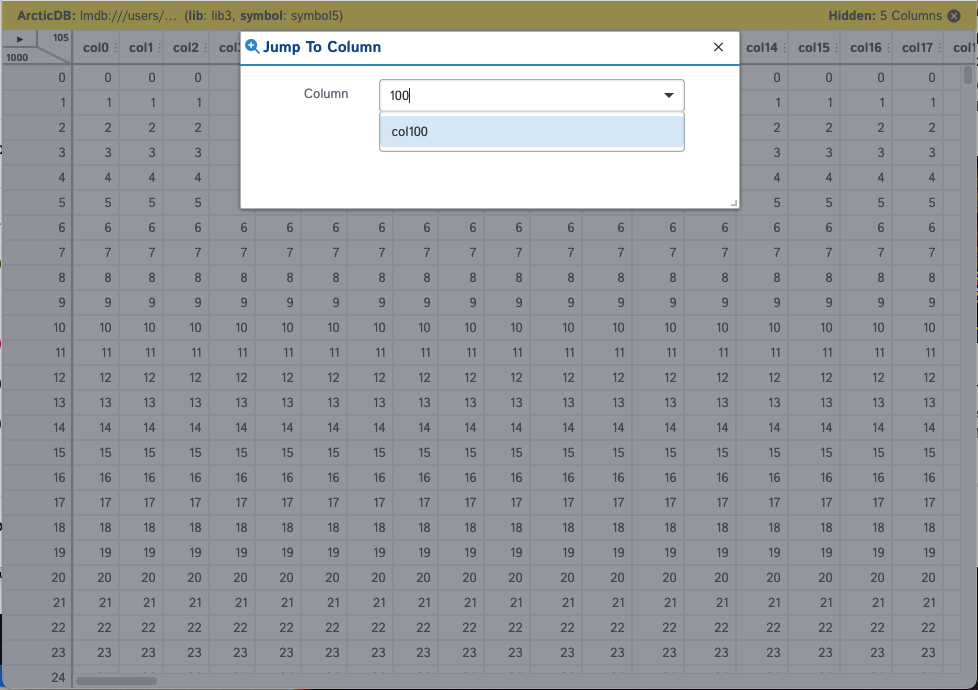 ArcticDB: lmdb:///users/... (lib: lib3, symbol: symbol5) Hidden: 5 Columns
▶ 105
1000
col0 col1 col2 col col14 col15 col16 col17 col1
Jump To Column
Column 100
col100
0 0 0 0 0 0 0 0
1 1 1 1 1 1 1 1
2 2 2 2 2 2 2 2
3 3 3 3 3 3 3 3
4 4 4 4 4 4 4 4
5 5 5 5 5 5 5 5
6 6 6 6 6 6 6 6 6 6 6 6 6 6 6 6 6 6 6
7 7 7 7 7 7 7 7 7 7 7 7 7 7 7 7 7 7 7
8 8 8 8 8 8 8 8 8 8 8 8 8 8 8 8 8 8 8
9 9 9 9 9 9 9 9 9 9 9 9 9 9 9 9 9 9 9
10 10 10 10 10 10 10 10 10 10 10 10 10 10 10 10 10 10 10
11 11 11 11 11 11 11 11 11 11 11 11 11 11 11 11 11 11 11
12 12 12 12 12 12 12 12 12 12 12 12 12 12 12 12 12 12 12
13 13 13 13 13 13 13 13 13 13 13 13 13 13 13 13 13 13 13
14 14 14 14 14 14 14 14 14 14 14 14 14 14 14 14 14 14 14
15 15 15 15 15 15 15 15 15 15 15 15 15 15 15 15 15 15 15
16 16 16 16 16 16 16 16 16 16 16 16 16 16 16 16 16 16 16
17 17 17 17 17 17 17 17 17 17 17 17 17 17 17 17 17 17 17
18 18 18 18 18 18 18 18 18 18 18 18 18 18 18 18 18 18 18
19 19 19 19 19 19 19 19 19 19 19 19 19 19 19 19 19 19 19
20 20 20 20 20 20 20 20 20 20 20 20 20 20 20 20 20 20 20
21 21 21 21 21 21 21 21 21 21 21 21 21 21 21 21 21 21 21
22 22 22 22 22 22 22 22 22 22 22 22 22 22 22 22 22 22 22
23 23 23 23 23 23 23 23 23 23 23 23 23 23 23 23 23 23 23
24